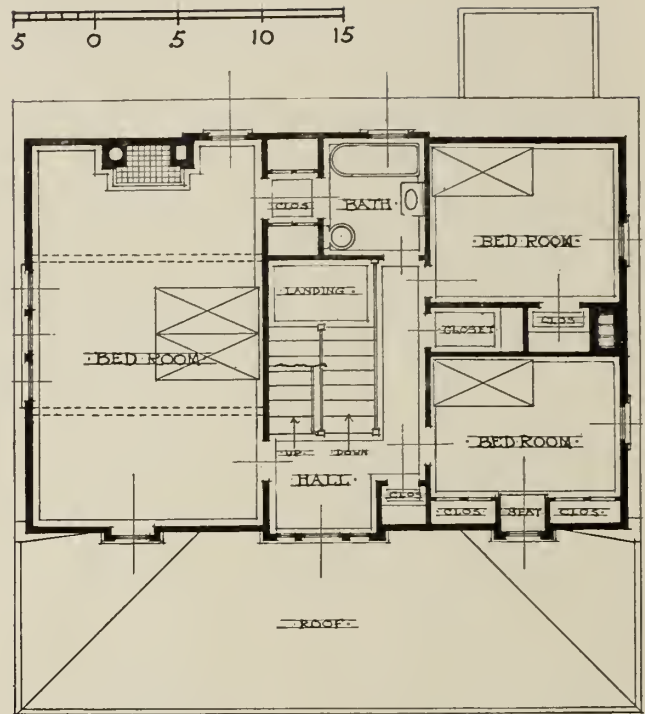 5 0 5 10 15
CLOS
BATH
BED ROOM
LANDING
CLOSET
CLOS
BED ROOM
BED ROOM
UP
DOWN
HALL
CLOS
CLOS
SEAT
CLOS
ROOF